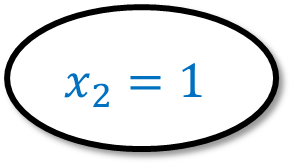 x₂ = 1